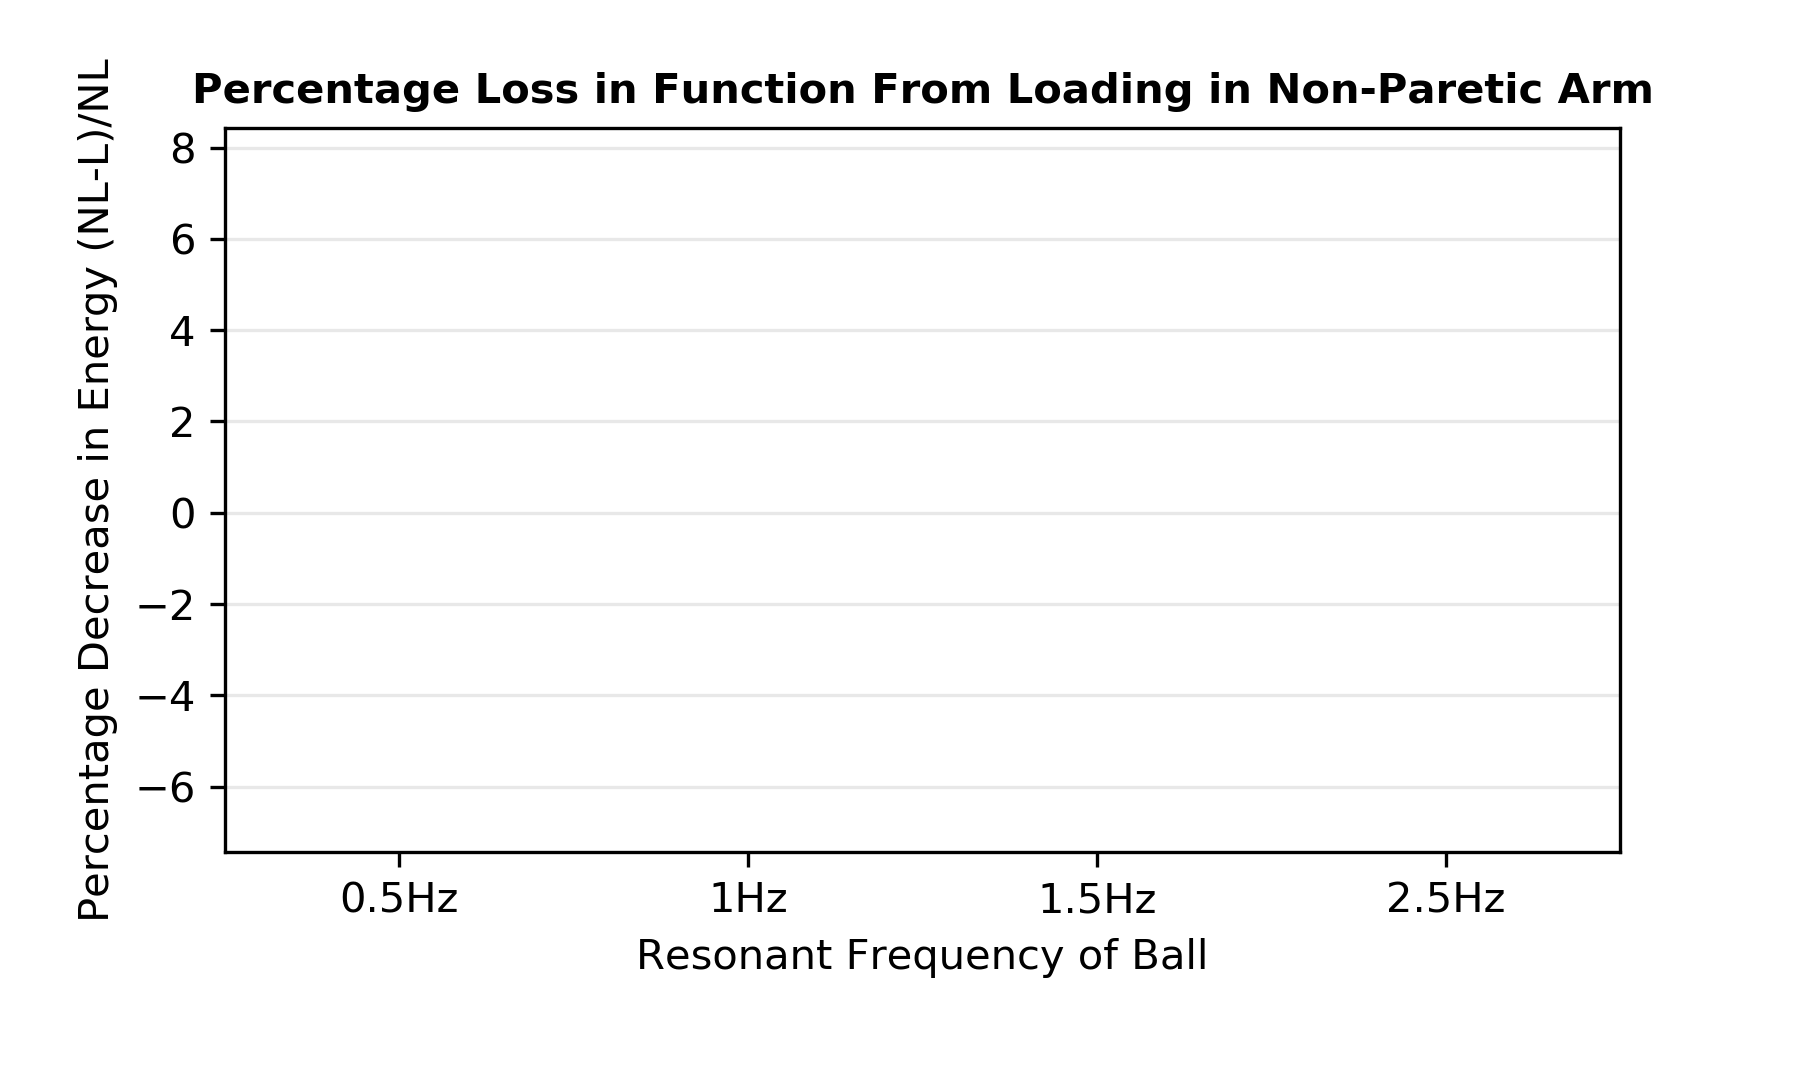 Percentage Loss in Function From Loading in Non-Paretic Arm
Percentage Decrease in Energy (NL-L)/NL
8
6
4
2
0
−2
−4
−6
0.5Hz 1Hz 1.5Hz 2.5Hz
Resonant Frequency of Ball